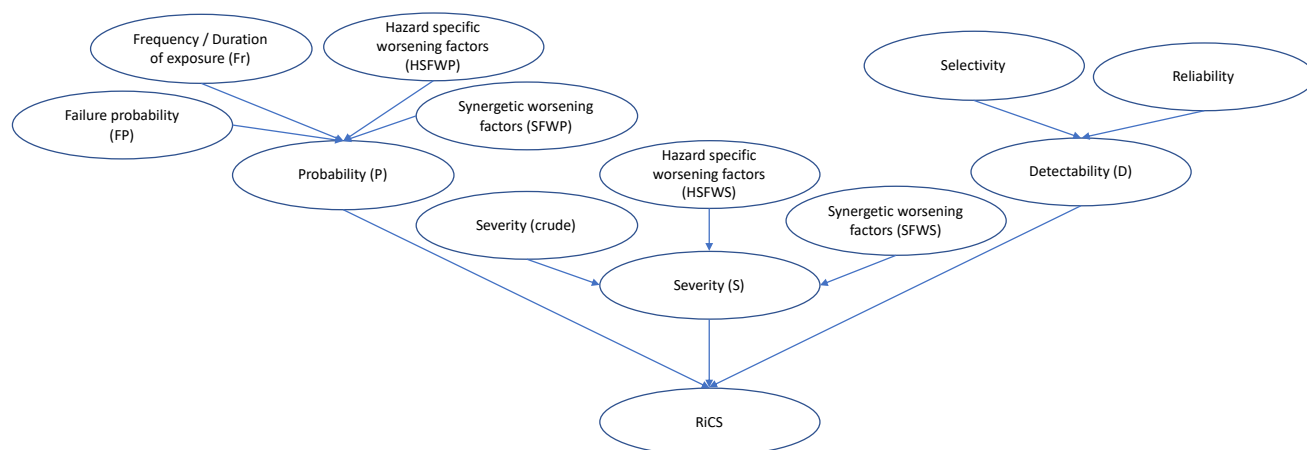 Frequency / Duration
of exposure (Fr)
Hazard specific
worsening factors
(HSFWP)
Selectivity
Reliability
Failure probability
(FP)
Synergetic worsening
factors (SFWP)
Probability (P)
Hazard specific
worsening factors
(HSFWS)
Detectability (D)
Severity (crude)
Synergetic worsening
factors (SFWS)
Severity (S)
RiCS